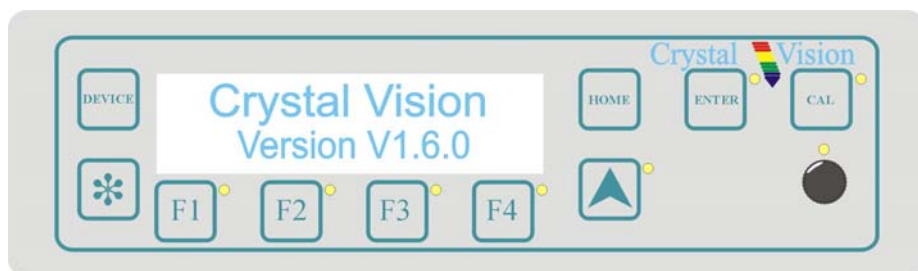 Crystal Vision
DEVICE
Crystal Vision
Version V1.6.0
HOME
ENTER
CAL
F1
F2
F3
F4